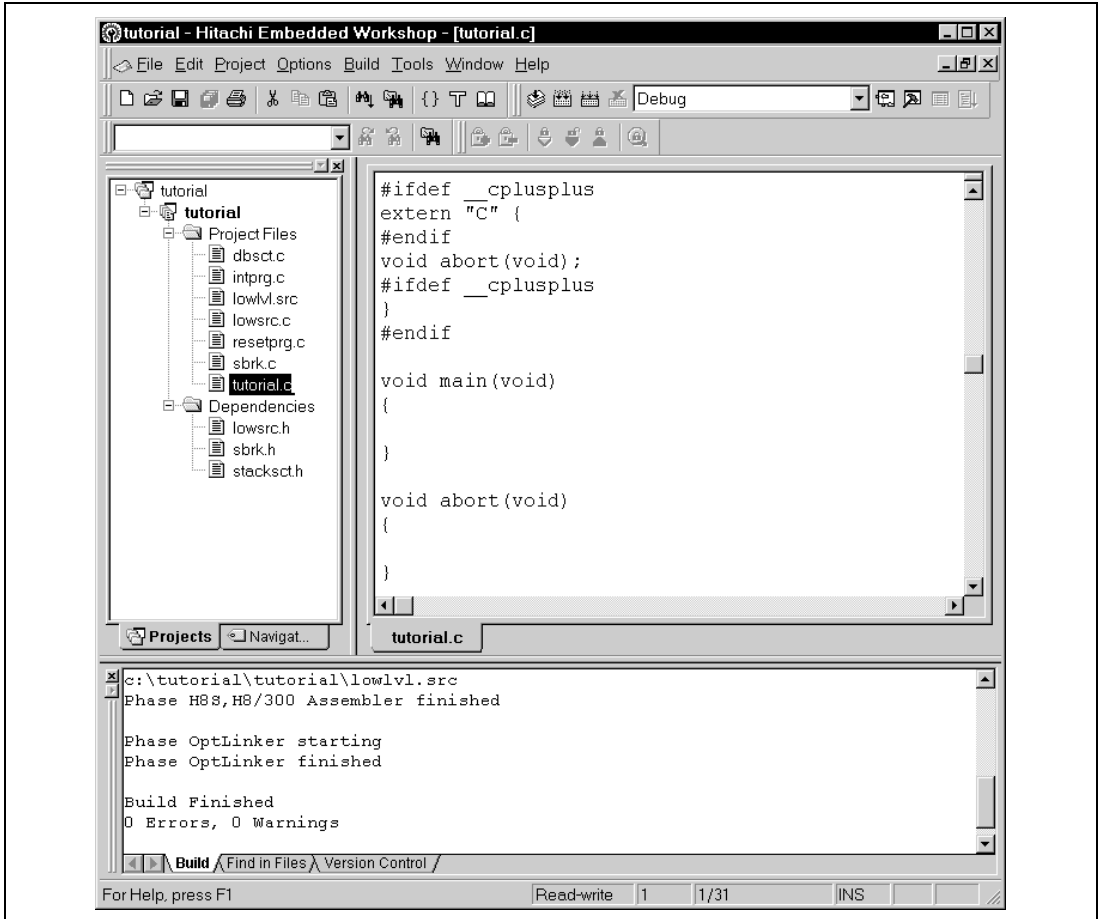 tutorial - Hitachi Embedded Workshop - [tutorial.c]
File Edit Project Options Build Tools Window Help
Debug
tutorial
tutorial
Project Files
dbsct.c
intprg.c
lowlvl.src
lowsrc.c
resetprg.c
sbrk.c
tutorial.c
Dependencies
lowsrc.h
sbrk.h
stacksct.h
Projects Navigat...
#ifdef __cplusplus
extern "C" {
#endif
void abort(void);
#ifdef __cplusplus
}
#endif
void main(void)
{
}
void abort(void)
{
}
tutorial.c
c:\tutorial\tutorial\lowlvl.src
Phase H8S,H8/300 Assembler finished
Phase OptLinker starting
Phase OptLinker finished
Build Finished
0 Errors, 0 Warnings
Build Find in Files Version Control
For Help, press F1 Read-write 1 1/31 INS